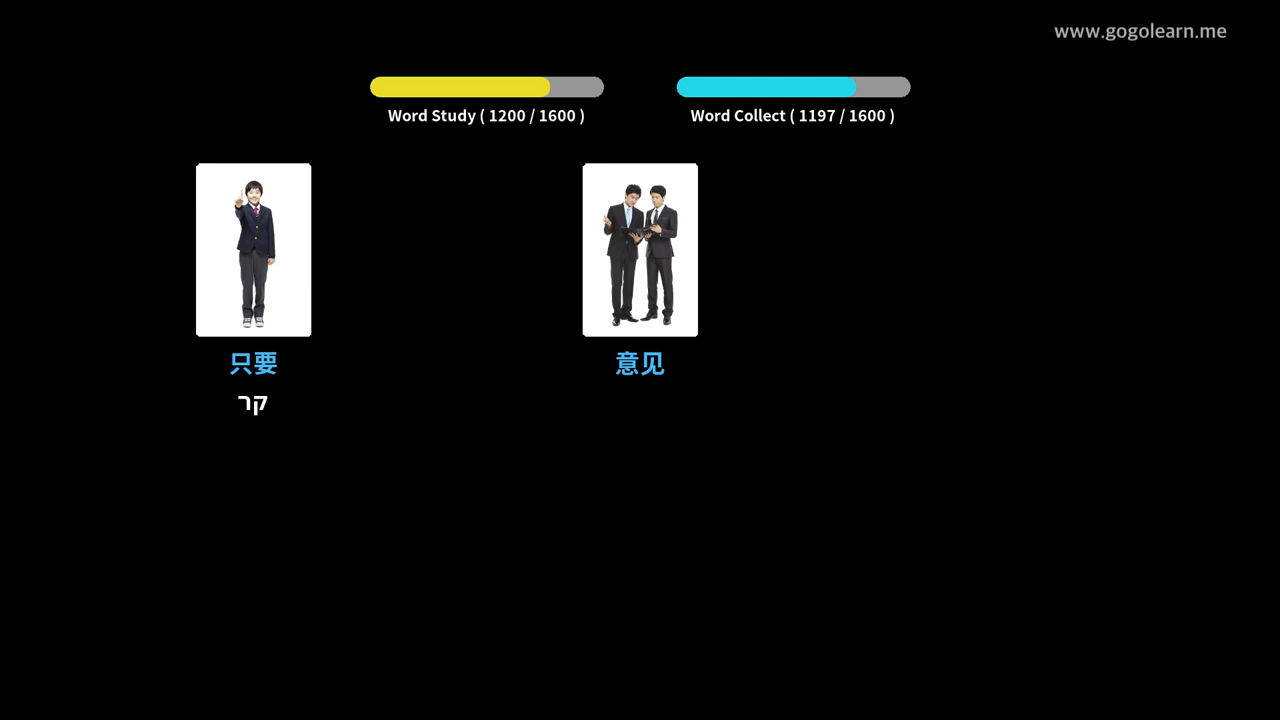 www.gogolearn.me
Word Study ( 1200 / 1600 )
Word Collect ( 1197 / 1600 )
只要
意见
קר